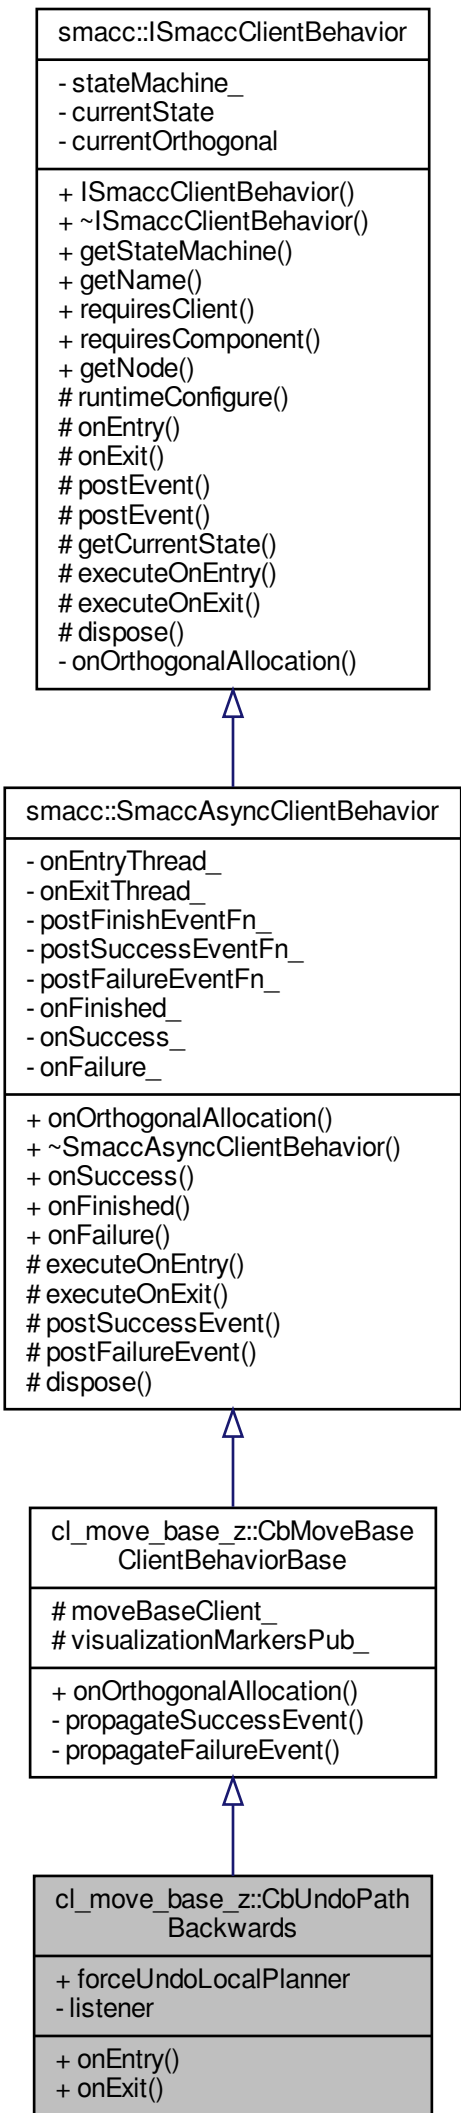 smacc::ISmaccClientBehavior
- stateMachine_
- currentState
- currentOrthogonal
+ ISmaccClientBehavior()
+ ~ISmaccClientBehavior()
+ getStateMachine()
+ getName()
+ requiresClient()
+ requiresComponent()
+ getNode()
# runtimeConfigure()
# onEntry()
# onExit()
# postEvent()
# postEvent()
# getCurrentState()
# executeOnEntry()
# executeOnExit()
# dispose()
- onOrthogonalAllocation()
smacc::SmaccAsyncClientBehavior
- onEntryThread_
- onExitThread_
- postFinishEventFn_
- postSuccessEventFn_
- postFailureEventFn_
- onFinished_
- onSuccess_
- onFailure_
+ onOrthogonalAllocation()
+ ~SmaccAsyncClientBehavior()
+ onSuccess()
+ onFinished()
+ onFailure()
# executeOnEntry()
# executeOnExit()
# postSuccessEvent()
# postFailureEvent()
# dispose()
cl_move_base_z::CbMoveBase
ClientBehaviorBase
# moveBaseClient_
# visualizationMarkersPub_
+ onOrthogonalAllocation()
- propagateSuccessEvent()
- propagateFailureEvent()
cl_move_base_z::CbUndoPath
Backwards
+ forceUndoLocalPlanner
- listener
+ onEntry()
+ onExit()